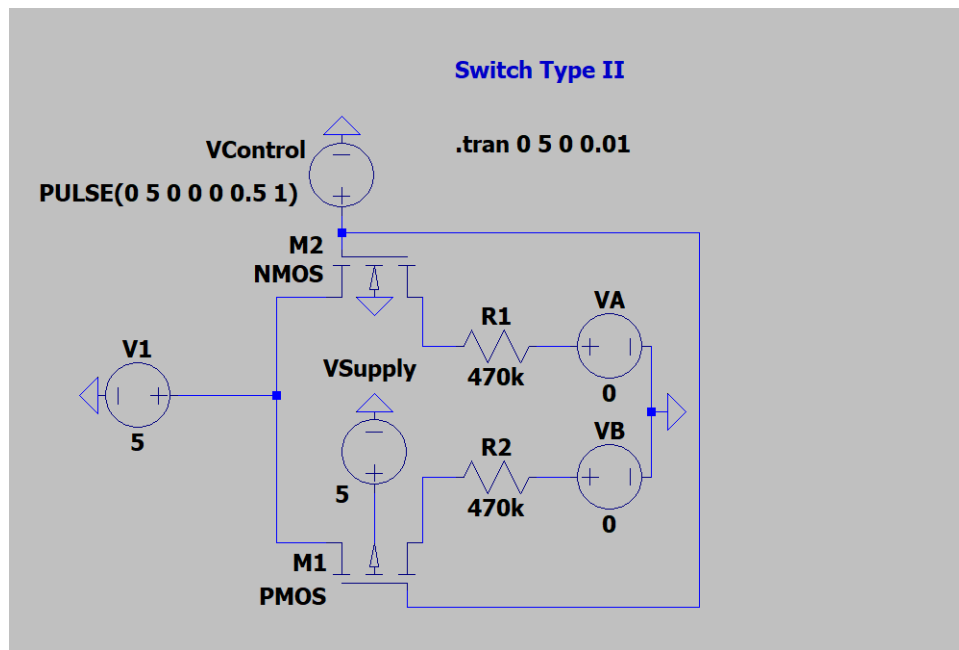 Switch Type II
VControl
.tran 0 5 0 0.01
PULSE(0 5 0 0 0 0.5 1)
M2
NMOS
VA
R1
V1
VSupply
470k
0
5
VB
R2
5
470k
0
M1
PMOS